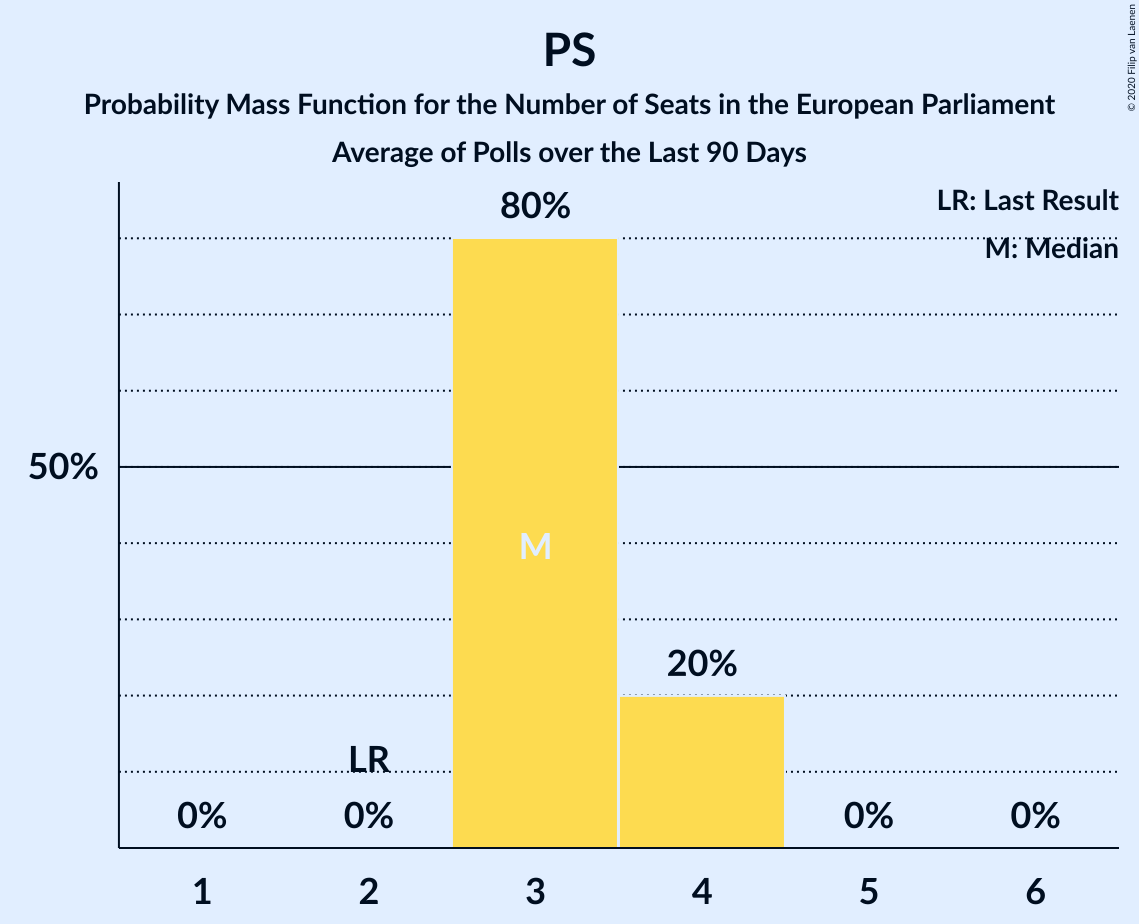 PS
Probability Mass Function for the Number of Seats in the European Parliament
Average of Polls over the Last 90 Days
© 2020 Filip van Laenen
LR: Last Result
M: Median
80%
50%
M
20%
LR
0%
0%
0%
0%
1
2
3
4
5
6